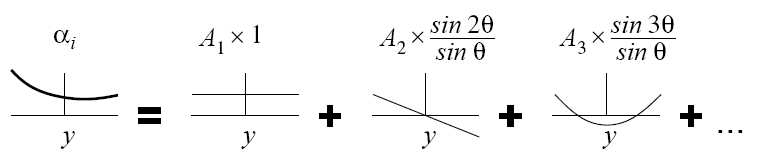 αᵢ A₁ × 1 A₂ × sin 2θ / sin θ A₃ × sin 3θ / sin θ
y = y + y + y + ...